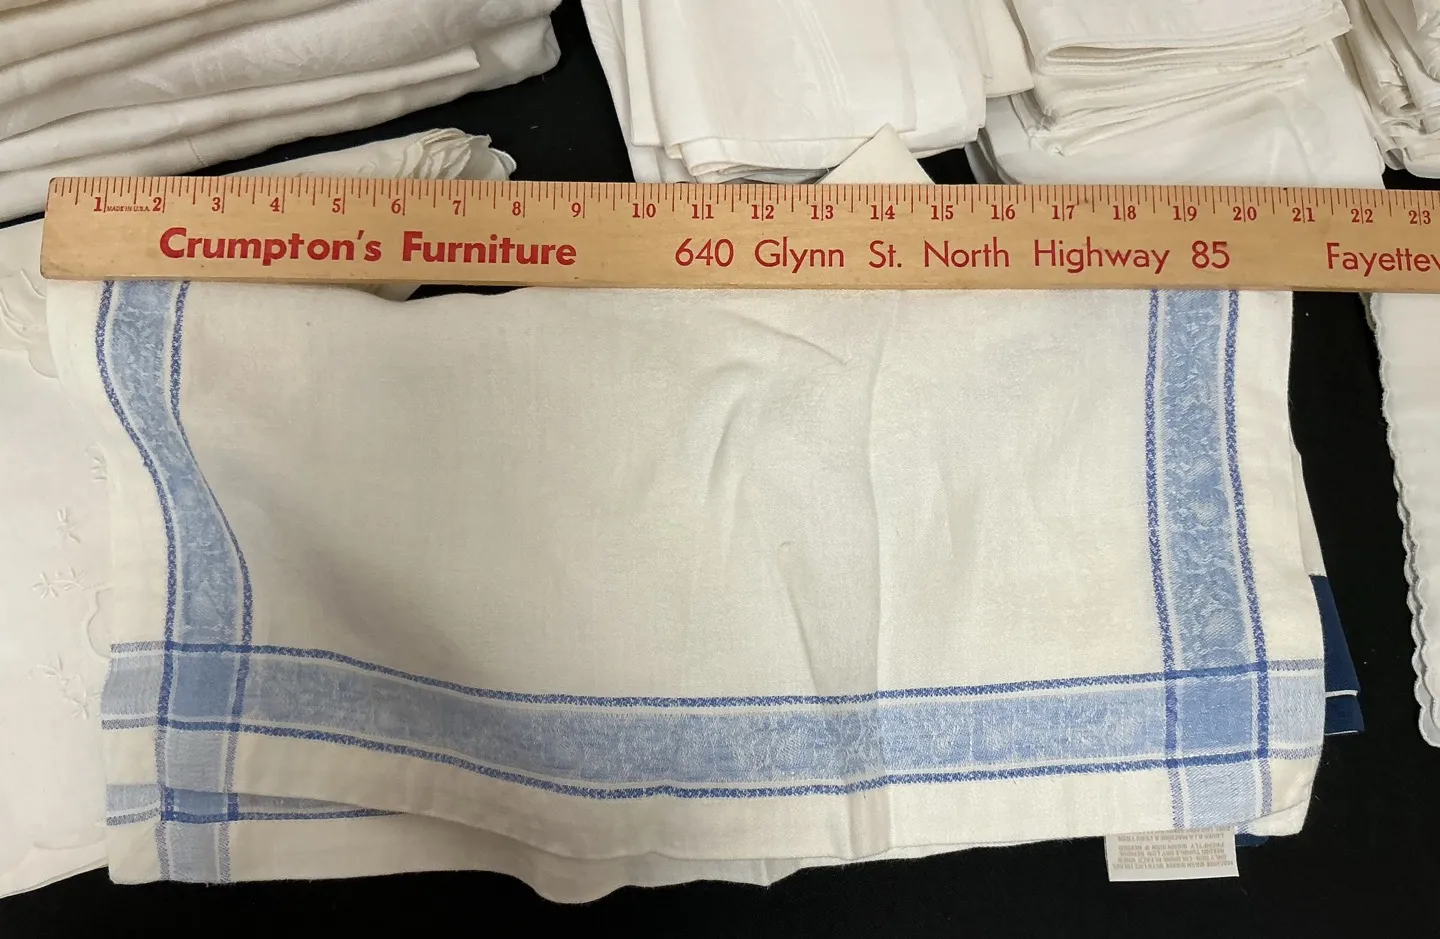 1 MADE IN U.S.A. 2 3 4 5 6 7 8 9 10 11 12 13 14 15 16 17 18 19 20 21 22 23
Crumpton's Furniture 640 Glynn St. North Highway 85 Fayettev